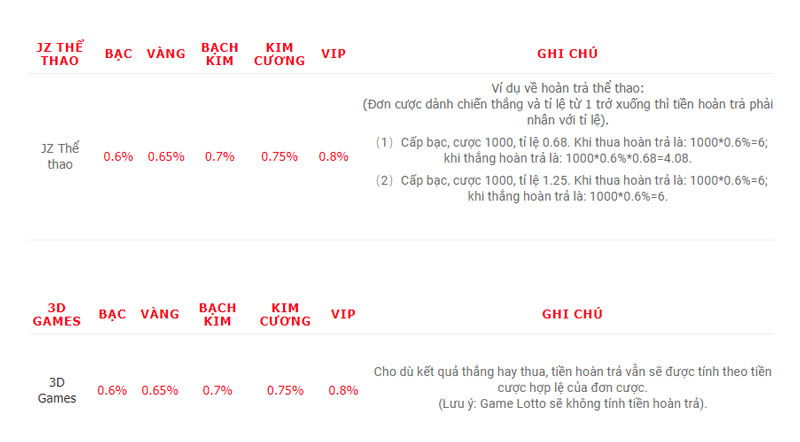 JZ THỂ THAO BẠC VÀNG BẠCH KIM KIM CƯƠNG VIP GHI CHÚ
Ví dụ về hoàn trả thể thao:
(Đơn cược dành chiến thắng và tỉ lệ từ 1 trở xuống thì tiền hoàn trả phải
nhân với tỉ lệ).
JZ Thể thao 0.6% 0.65% 0.7% 0.75% 0.8%
（1） Cấp bạc, cược 1000, tỉ lệ 0.68. Khi thua hoàn trả là: 1000*0.6%=6;
khi thắng hoàn trả là: 1000*0.6%*0.68=4.08.
（2） Cấp bạc, cược 1000, tỉ lệ 1.25. Khi thua hoàn trả là: 1000*0.6%=6;
khi thắng hoàn trả là: 1000*0.6%=6.
3D GAMES BẠC VÀNG BẠCH KIM KIM CƯƠNG VIP GHI CHÚ
3D Games 0.6% 0.65% 0.7% 0.75% 0.8%
Cho dù kết quả thắng hay thua, tiền hoàn trả vẫn sẽ được tính theo tiền
cược hợp lệ của đơn cược.
(Lưu ý: Game Lotto sẽ không tính tiền hoàn trả).